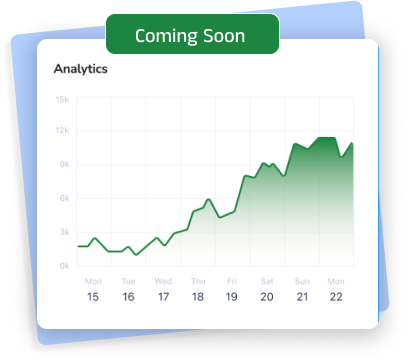 Coming Soon
Analytics
15k
12k
9k
6k
3k
0k
Mon Tue Wed Thu Fri Sat Sun Mon
15 16 17 18 19 20 21 22